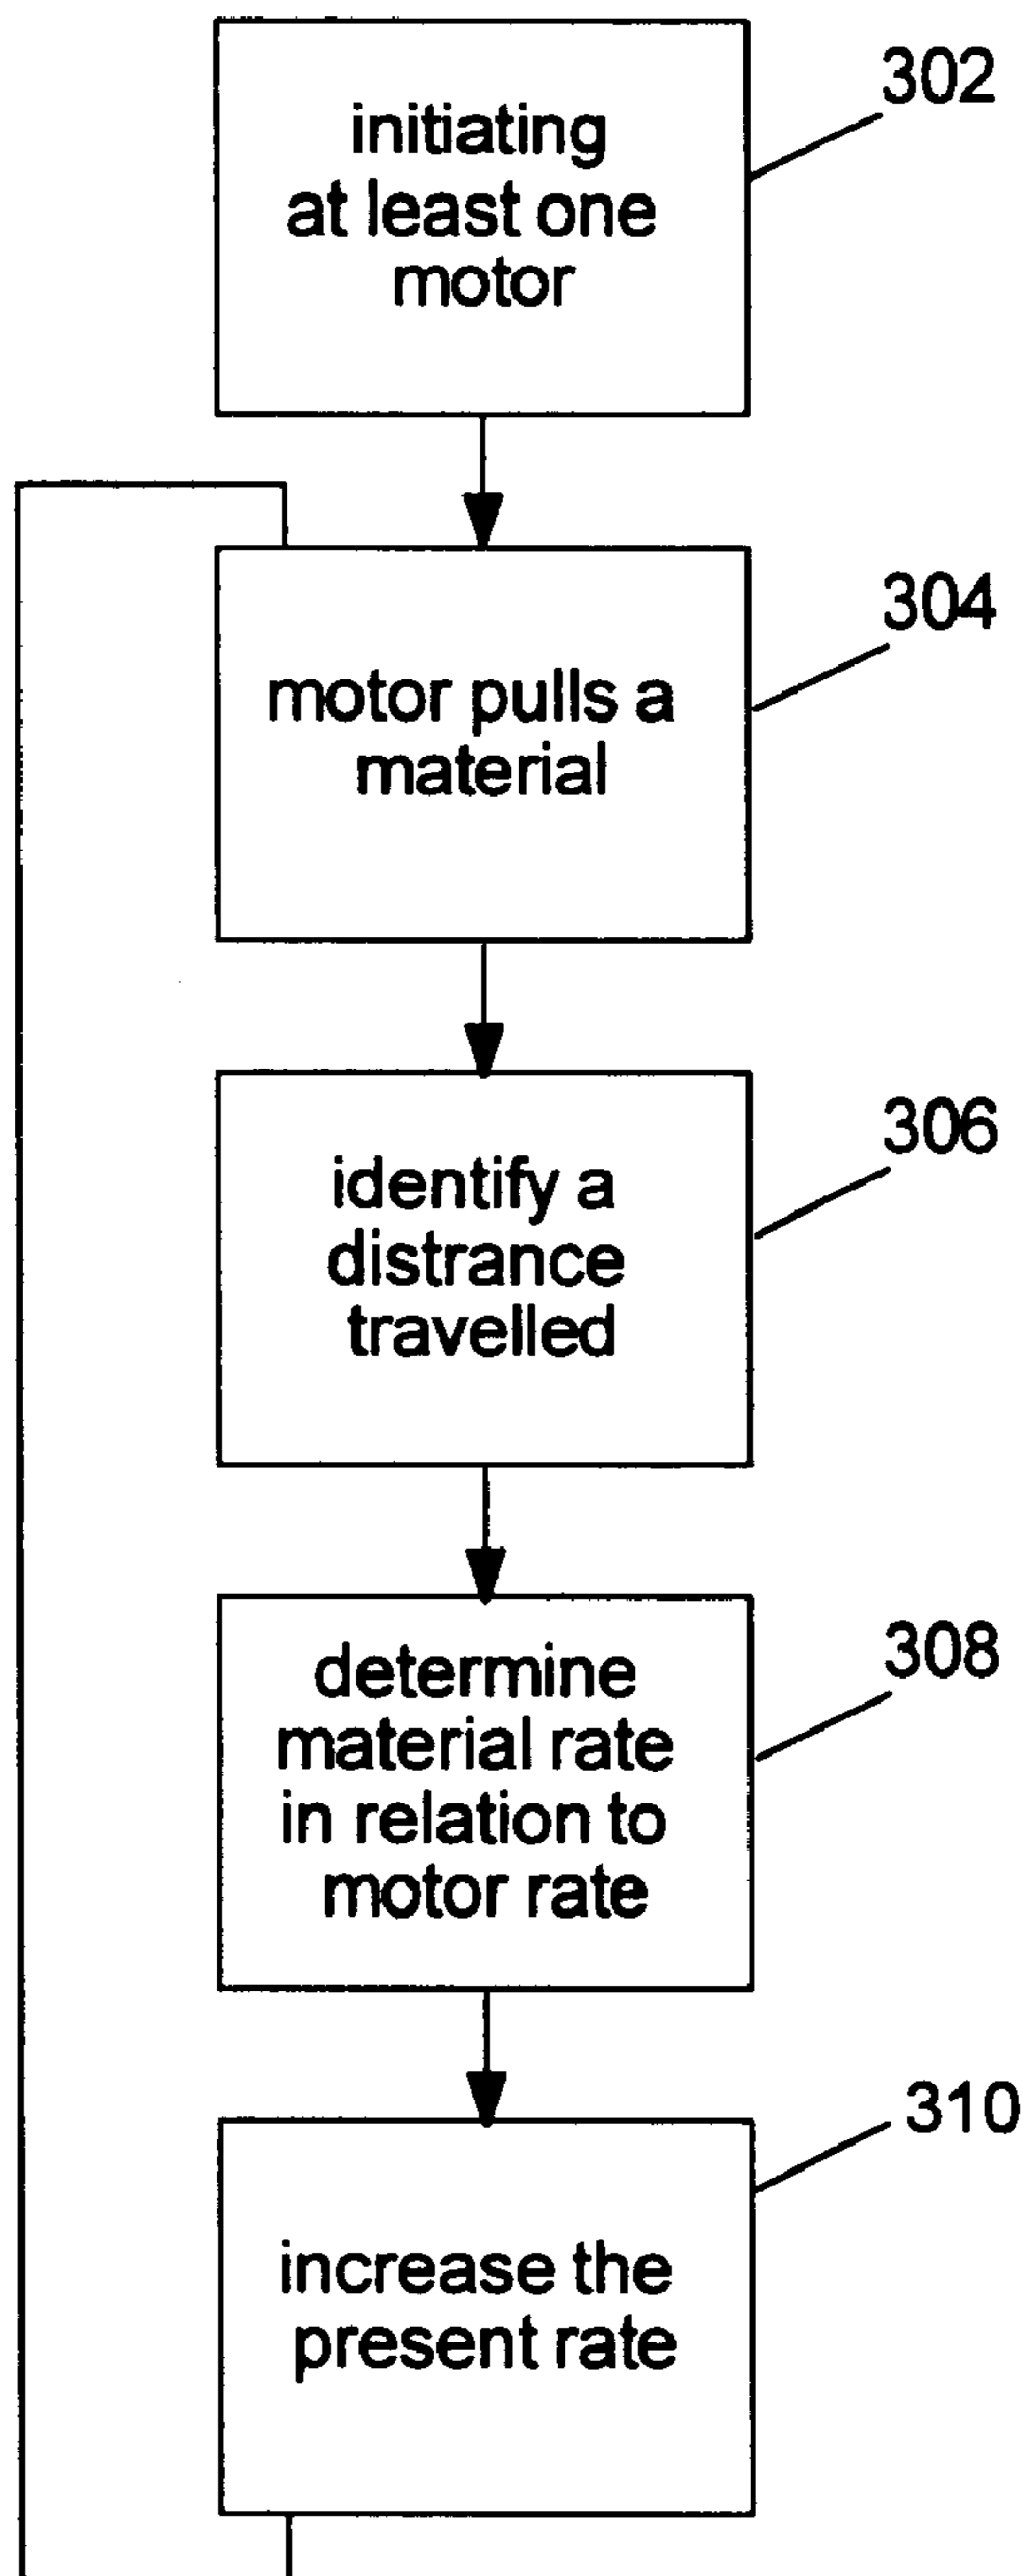 302
initiating
at least one
motor
304
motor pulls a
material
306
identify a
distrance
travelled
308
determine
material rate
in relation to
motor rate
310
increase the
present rate